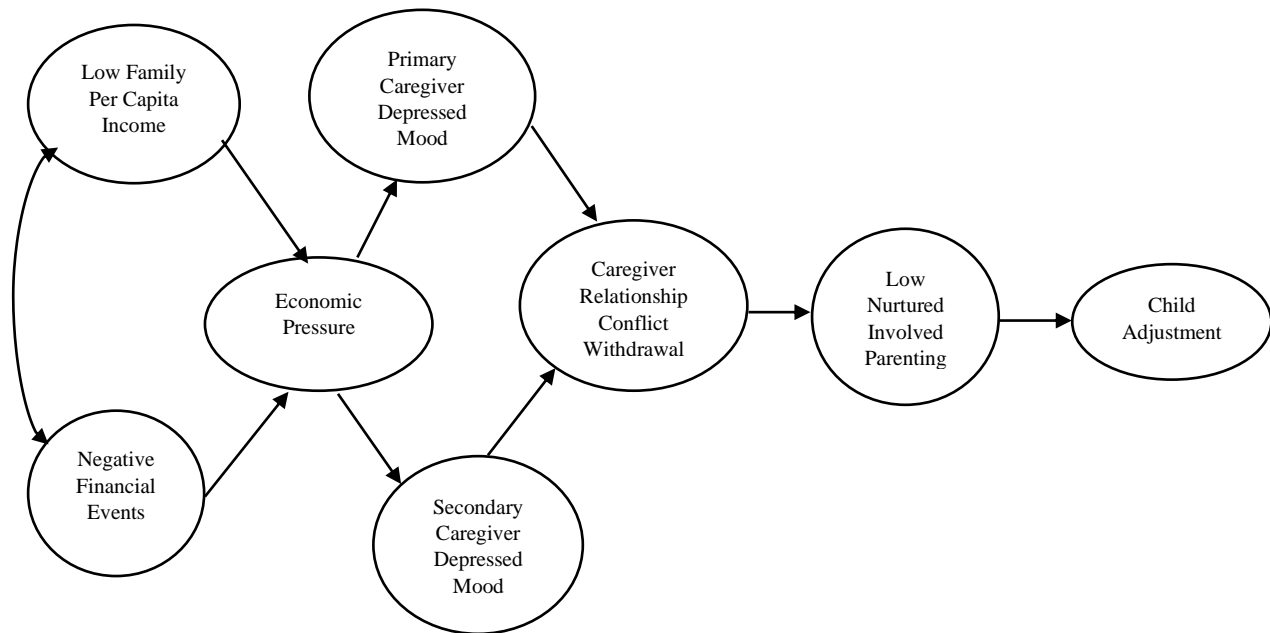 Low Family
Per Capita
Income
Primary
Caregiver
Depressed
Mood
Economic
Pressure
Caregiver
Relationship
Conflict
Withdrawal
Low
Nurtured
Involved
Parenting
Child
Adjustment
Negative
Financial
Events
Secondary
Caregiver
Depressed
Mood